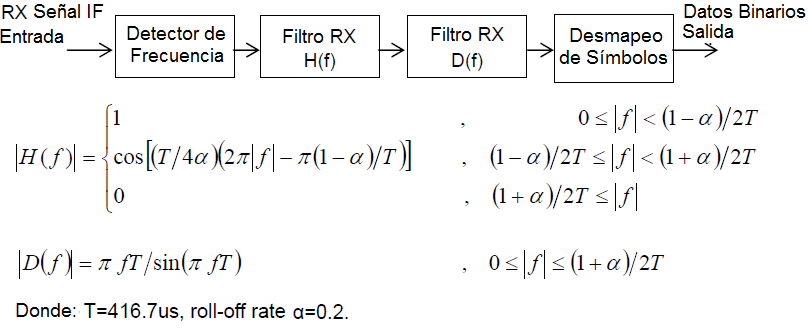 RX Señal IF
Entrada
Detector de
Frecuencia
Filtro RX
H(f)
Filtro RX
D(f)
Desmapeo
de Símbolos
Datos Binarios
Salida
|H(f)| = { 1 , 0 ≤ |f| < (1 − α)/2T
cos[(T/4α)(2π|f| − π(1 − α)/T)] , (1 − α)/2T ≤ |f| < (1 + α)/2T
0 , (1 + α)/2T ≤ |f|
|D(f)| = π fT/sin(π fT) , 0 ≤ |f| ≤ (1 + α)/2T
Donde: T=416.7us, roll-off rate α=0.2.